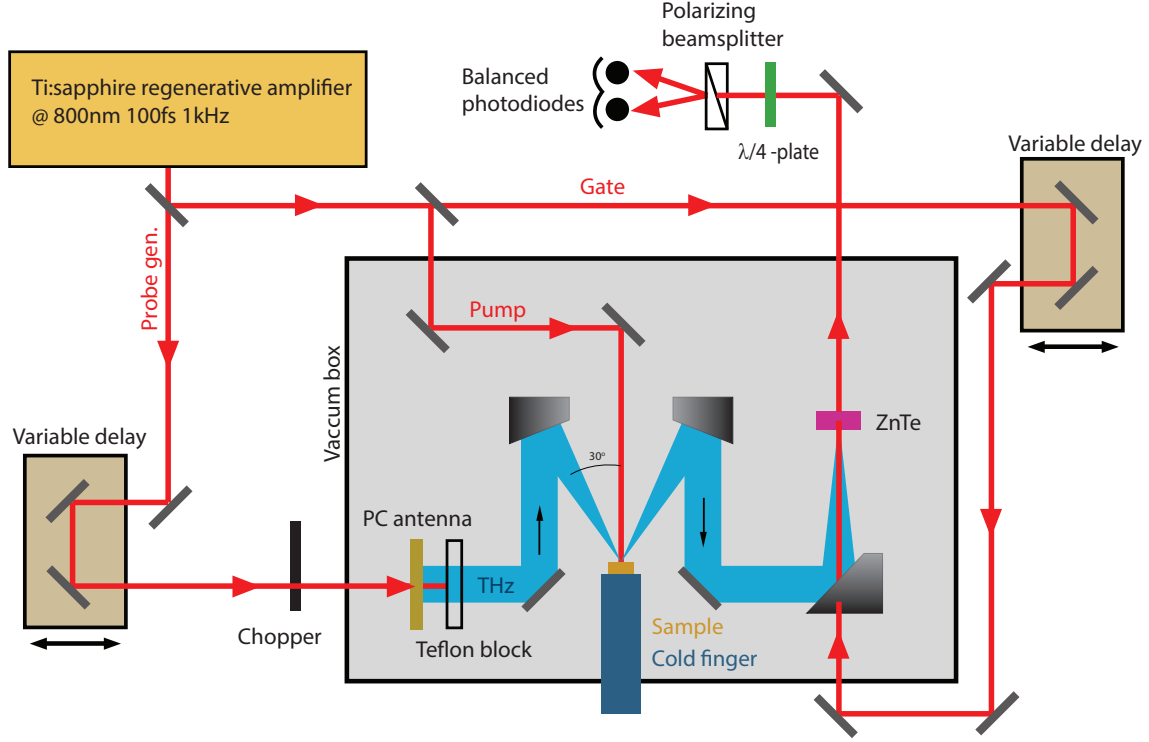 Polarizing
beamsplitter
Ti:sapphire regenerative amplifier
@ 800nm 100fs 1kHz
Balanced
photodiodes
λ/4 -plate
Variable delay
Gate
Probe gen.
Pump
Vaccum box
ZnTe
Variable delay
30º
PC antenna
THz
Chopper
Teflon block
Sample
Cold finger